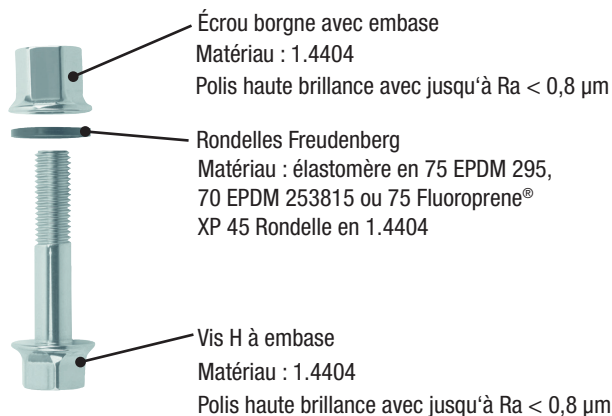 Écrou borgne avec embase
Matériau : 1.4404
Polis haute brillance avec jusqu‘à Ra < 0,8 µm
Rondelles Freudenberg
Matériau : élastomère en 75 EPDM 295,
70 EPDM 253815 ou 75 Fluoroprene®
XP 45 Rondelle en 1.4404
Vis H à embase
Matériau : 1.4404
Polis haute brillance avec jusqu‘à Ra < 0,8 µm